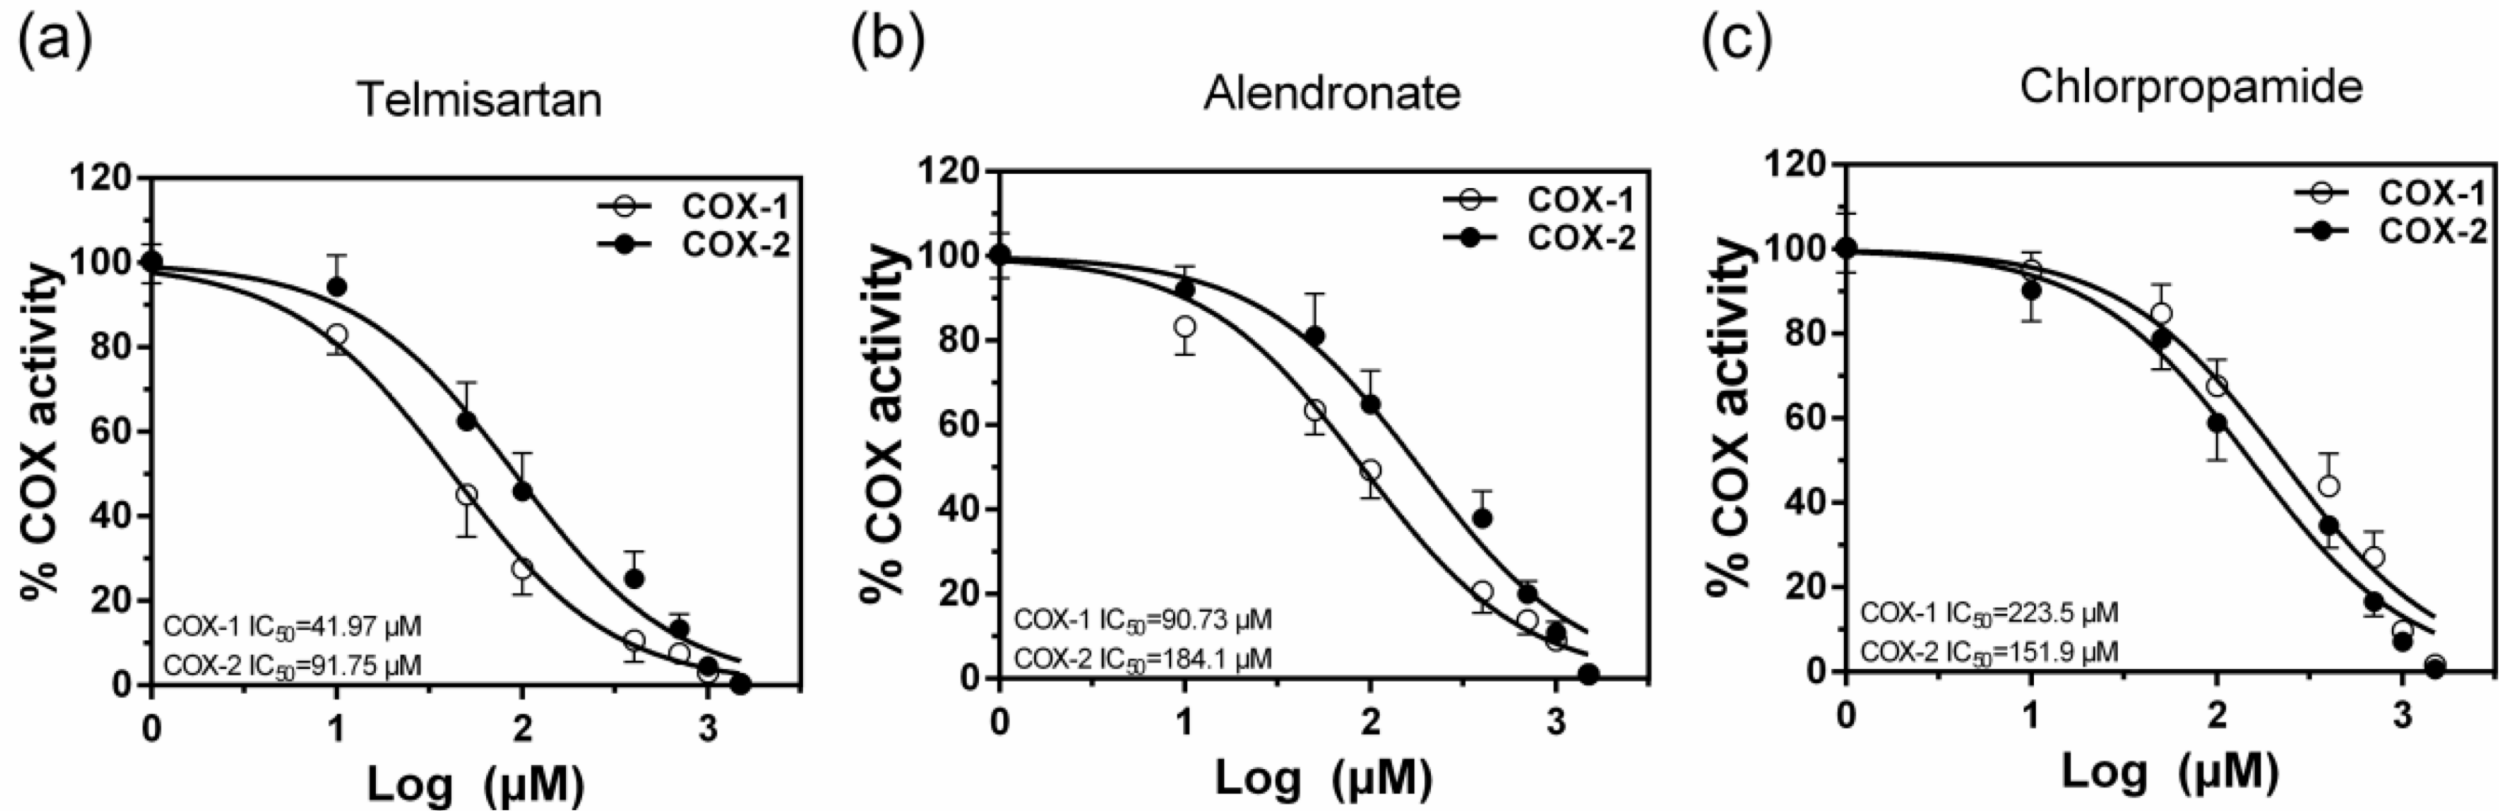 (a)
Telmisartan
% COX activity
120
100
80
60
40
20
0
COX-1
COX-2
COX-1 IC50=41.97 µM
COX-2 IC50=91.75 µM
0 1 2 3
Log (µM)
(b)
Alendronate
% COX activity
120
100
80
60
40
20
0
COX-1
COX-2
COX-1 IC50=90.73 µM
COX-2 IC50=184.1 µM
0 1 2 3
Log (µM)
(c)
Chlorpropamide
% COX activity
120
100
80
60
40
20
0
COX-1
COX-2
COX-1 IC50=223.5 µM
COX-2 IC50=151.9 µM
0 1 2 3
Log (µM)